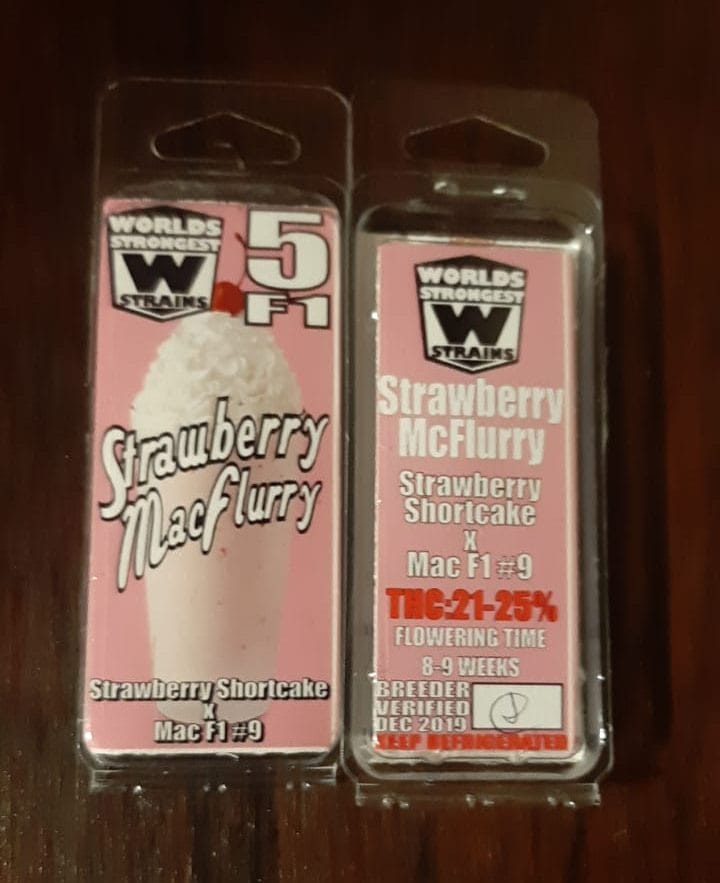 WORLDS
STRONGEST
W
STRAINS
5
F1
Strawberry
MacFlurry
Strawberry Shortcake
X
Mac F1 #9
WORLDS
STRONGEST
W
STRAINS
Strawberry
McFlurry
Strawberry
Shortcake
X
Mac F1 #9
THC:21-25%
FLOWERING TIME
8-9 WEEKS
BREEDER
VERIFIED
DEC 2019
KEEP REFRIGERATED